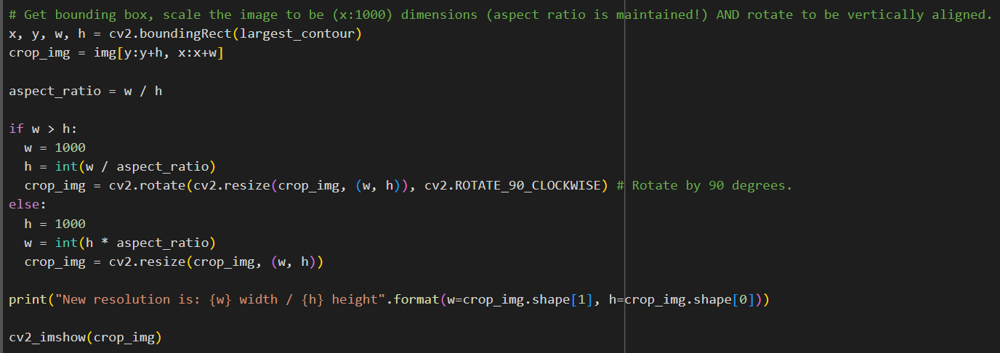 # Get bounding box, scale the image to be (x:1000) dimensions (aspect ratio is maintained!) AND rotate to be vertically aligned.
x, y, w, h = cv2.boundingRect(largest_contour)
crop_img = img[y:y+h, x:x+w]

aspect_ratio = w / h

if w > h:
  w = 1000
  h = int(w / aspect_ratio)
  crop_img = cv2.rotate(cv2.resize(crop_img, (w, h)), cv2.ROTATE_90_CLOCKWISE) # Rotate by 90 degrees.
else:
  h = 1000
  w = int(h * aspect_ratio)
  crop_img = cv2.resize(crop_img, (w, h))

print("New resolution is: {w} width / {h} height".format(w=crop_img.shape[1], h=crop_img.shape[0]))

cv2_imshow(crop_img)